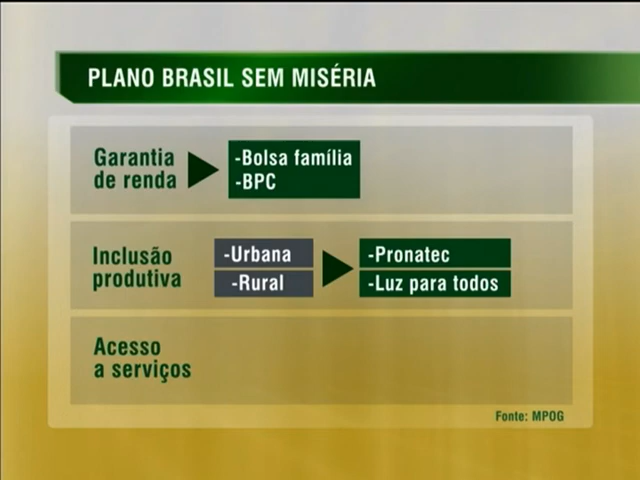 PLANO BRASIL SEM MISÉRIA
Garantia
de renda
-Bolsa família
-BPC
Inclusão
produtiva
-Urbana
-Rural
-Pronatec
-Luz para todos
Acesso
a serviços
Fonte: MPOG